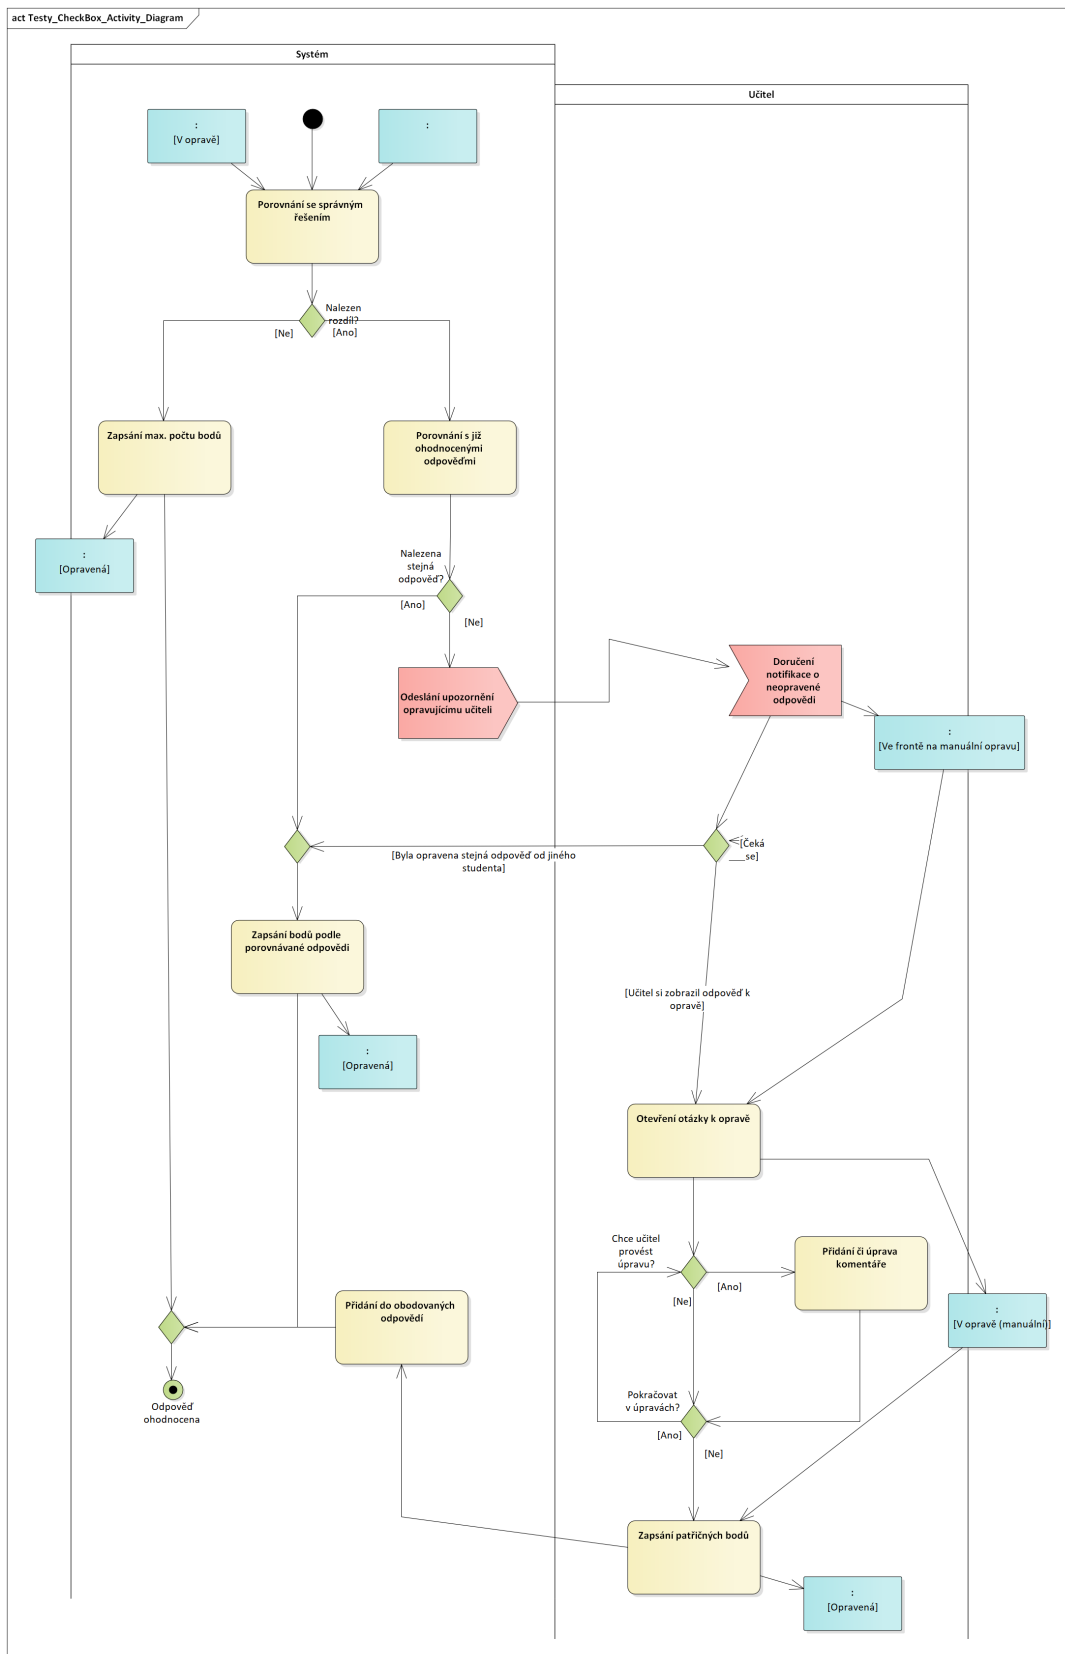 act Testy_CheckBox_Activity_Diagram
Systém
Učitel
:
[V opravě]
:
Porovnání se správným
řešením
Nalezen
rozdíl?
[Ne]
[Ano]
Zapsání max. počtu bodů
Porovnání s již
ohodnocenými
odpověďmi
:
[Opravená]
Nalezena
stejná
odpověď?
[Ano]
[Ne]
Odeslání upozornění
opravujícímu učiteli
Doručení
notifikace o
neopravené
odpovědi
:
[Ve frontě na manuální opravu]
[Čeká
___se]
[Byla opravena stejná odpověď od jiného
studenta]
Zapsání bodů podle
porovnávané odpovědi
[Učitel si zobrazil odpověď k
opravě]
:
[Opravená]
Otevření otázky k opravě
Chce učitel
provést
úpravu?
[Ano]
[Ne]
Přidání či úprava
komentáře
Přidání do obodovaných
odpovědí
:
[V opravě (manuální)]
Odpověď
ohodnocena
Pokračovat
v úpravách?
[Ano]
[Ne]
Zapsání patřičných bodů
:
[Opravená]